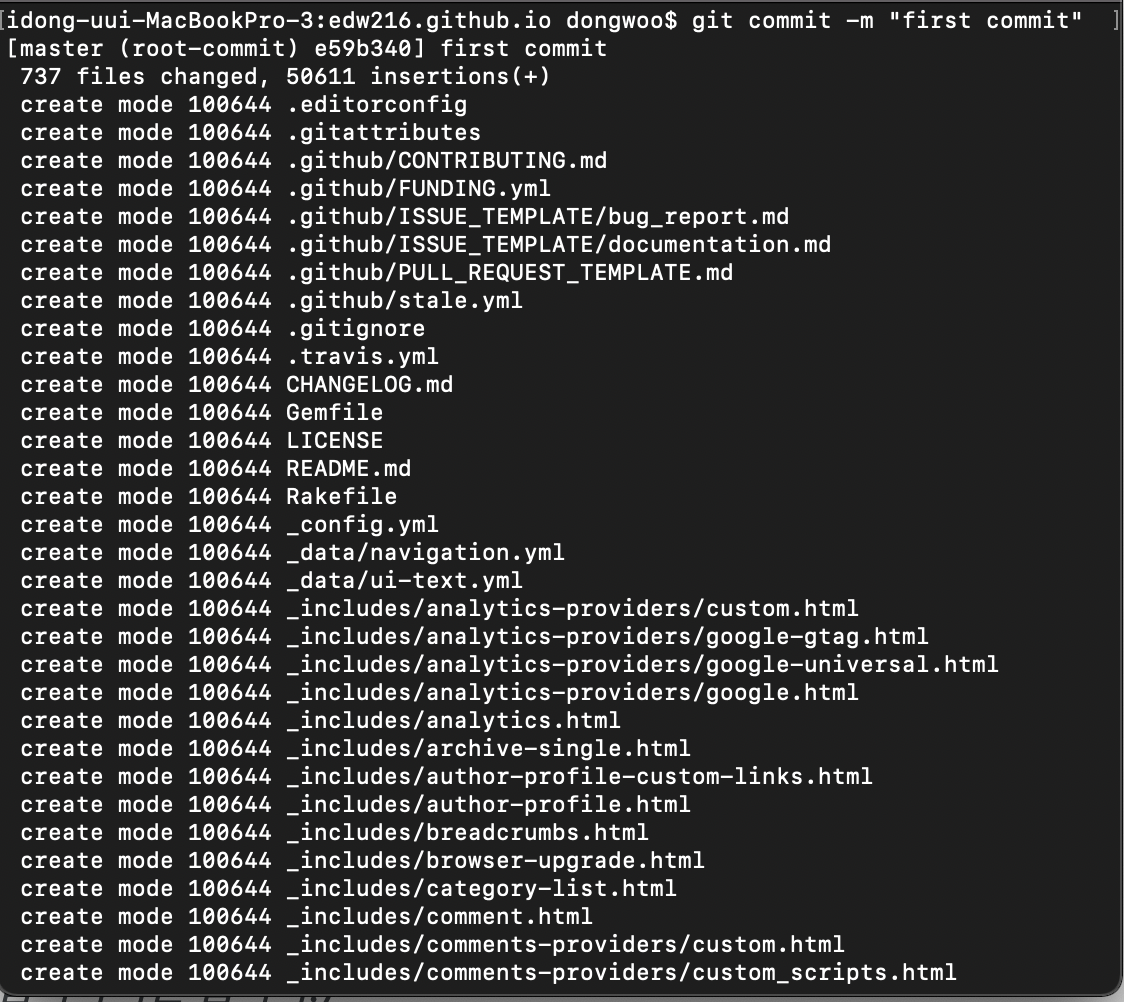 [idong-uui-MacBookPro-3:edw216.github.io dongwoo$ git commit -m "first commit" ]
[master (root-commit) e59b340] first commit
737 files changed, 50611 insertions(+)
create mode 100644 .editorconfig
create mode 100644 .gitattributes
create mode 100644 .github/CONTRIBUTING.md
create mode 100644 .github/FUNDING.yml
create mode 100644 .github/ISSUE_TEMPLATE/bug_report.md
create mode 100644 .github/ISSUE_TEMPLATE/documentation.md
create mode 100644 .github/PULL_REQUEST_TEMPLATE.md
create mode 100644 .github/stale.yml
create mode 100644 .gitignore
create mode 100644 .travis.yml
create mode 100644 CHANGELOG.md
create mode 100644 Gemfile
create mode 100644 LICENSE
create mode 100644 README.md
create mode 100644 Rakefile
create mode 100644 _config.yml
create mode 100644 _data/navigation.yml
create mode 100644 _data/ui-text.yml
create mode 100644 _includes/analytics-providers/custom.html
create mode 100644 _includes/analytics-providers/google-gtag.html
create mode 100644 _includes/analytics-providers/google-universal.html
create mode 100644 _includes/analytics-providers/google.html
create mode 100644 _includes/analytics.html
create mode 100644 _includes/archive-single.html
create mode 100644 _includes/author-profile-custom-links.html
create mode 100644 _includes/author-profile.html
create mode 100644 _includes/breadcrumbs.html
create mode 100644 _includes/browser-upgrade.html
create mode 100644 _includes/category-list.html
create mode 100644 _includes/comment.html
create mode 100644 _includes/comments-providers/custom.html
create mode 100644 _includes/comments-providers/custom_scripts.html